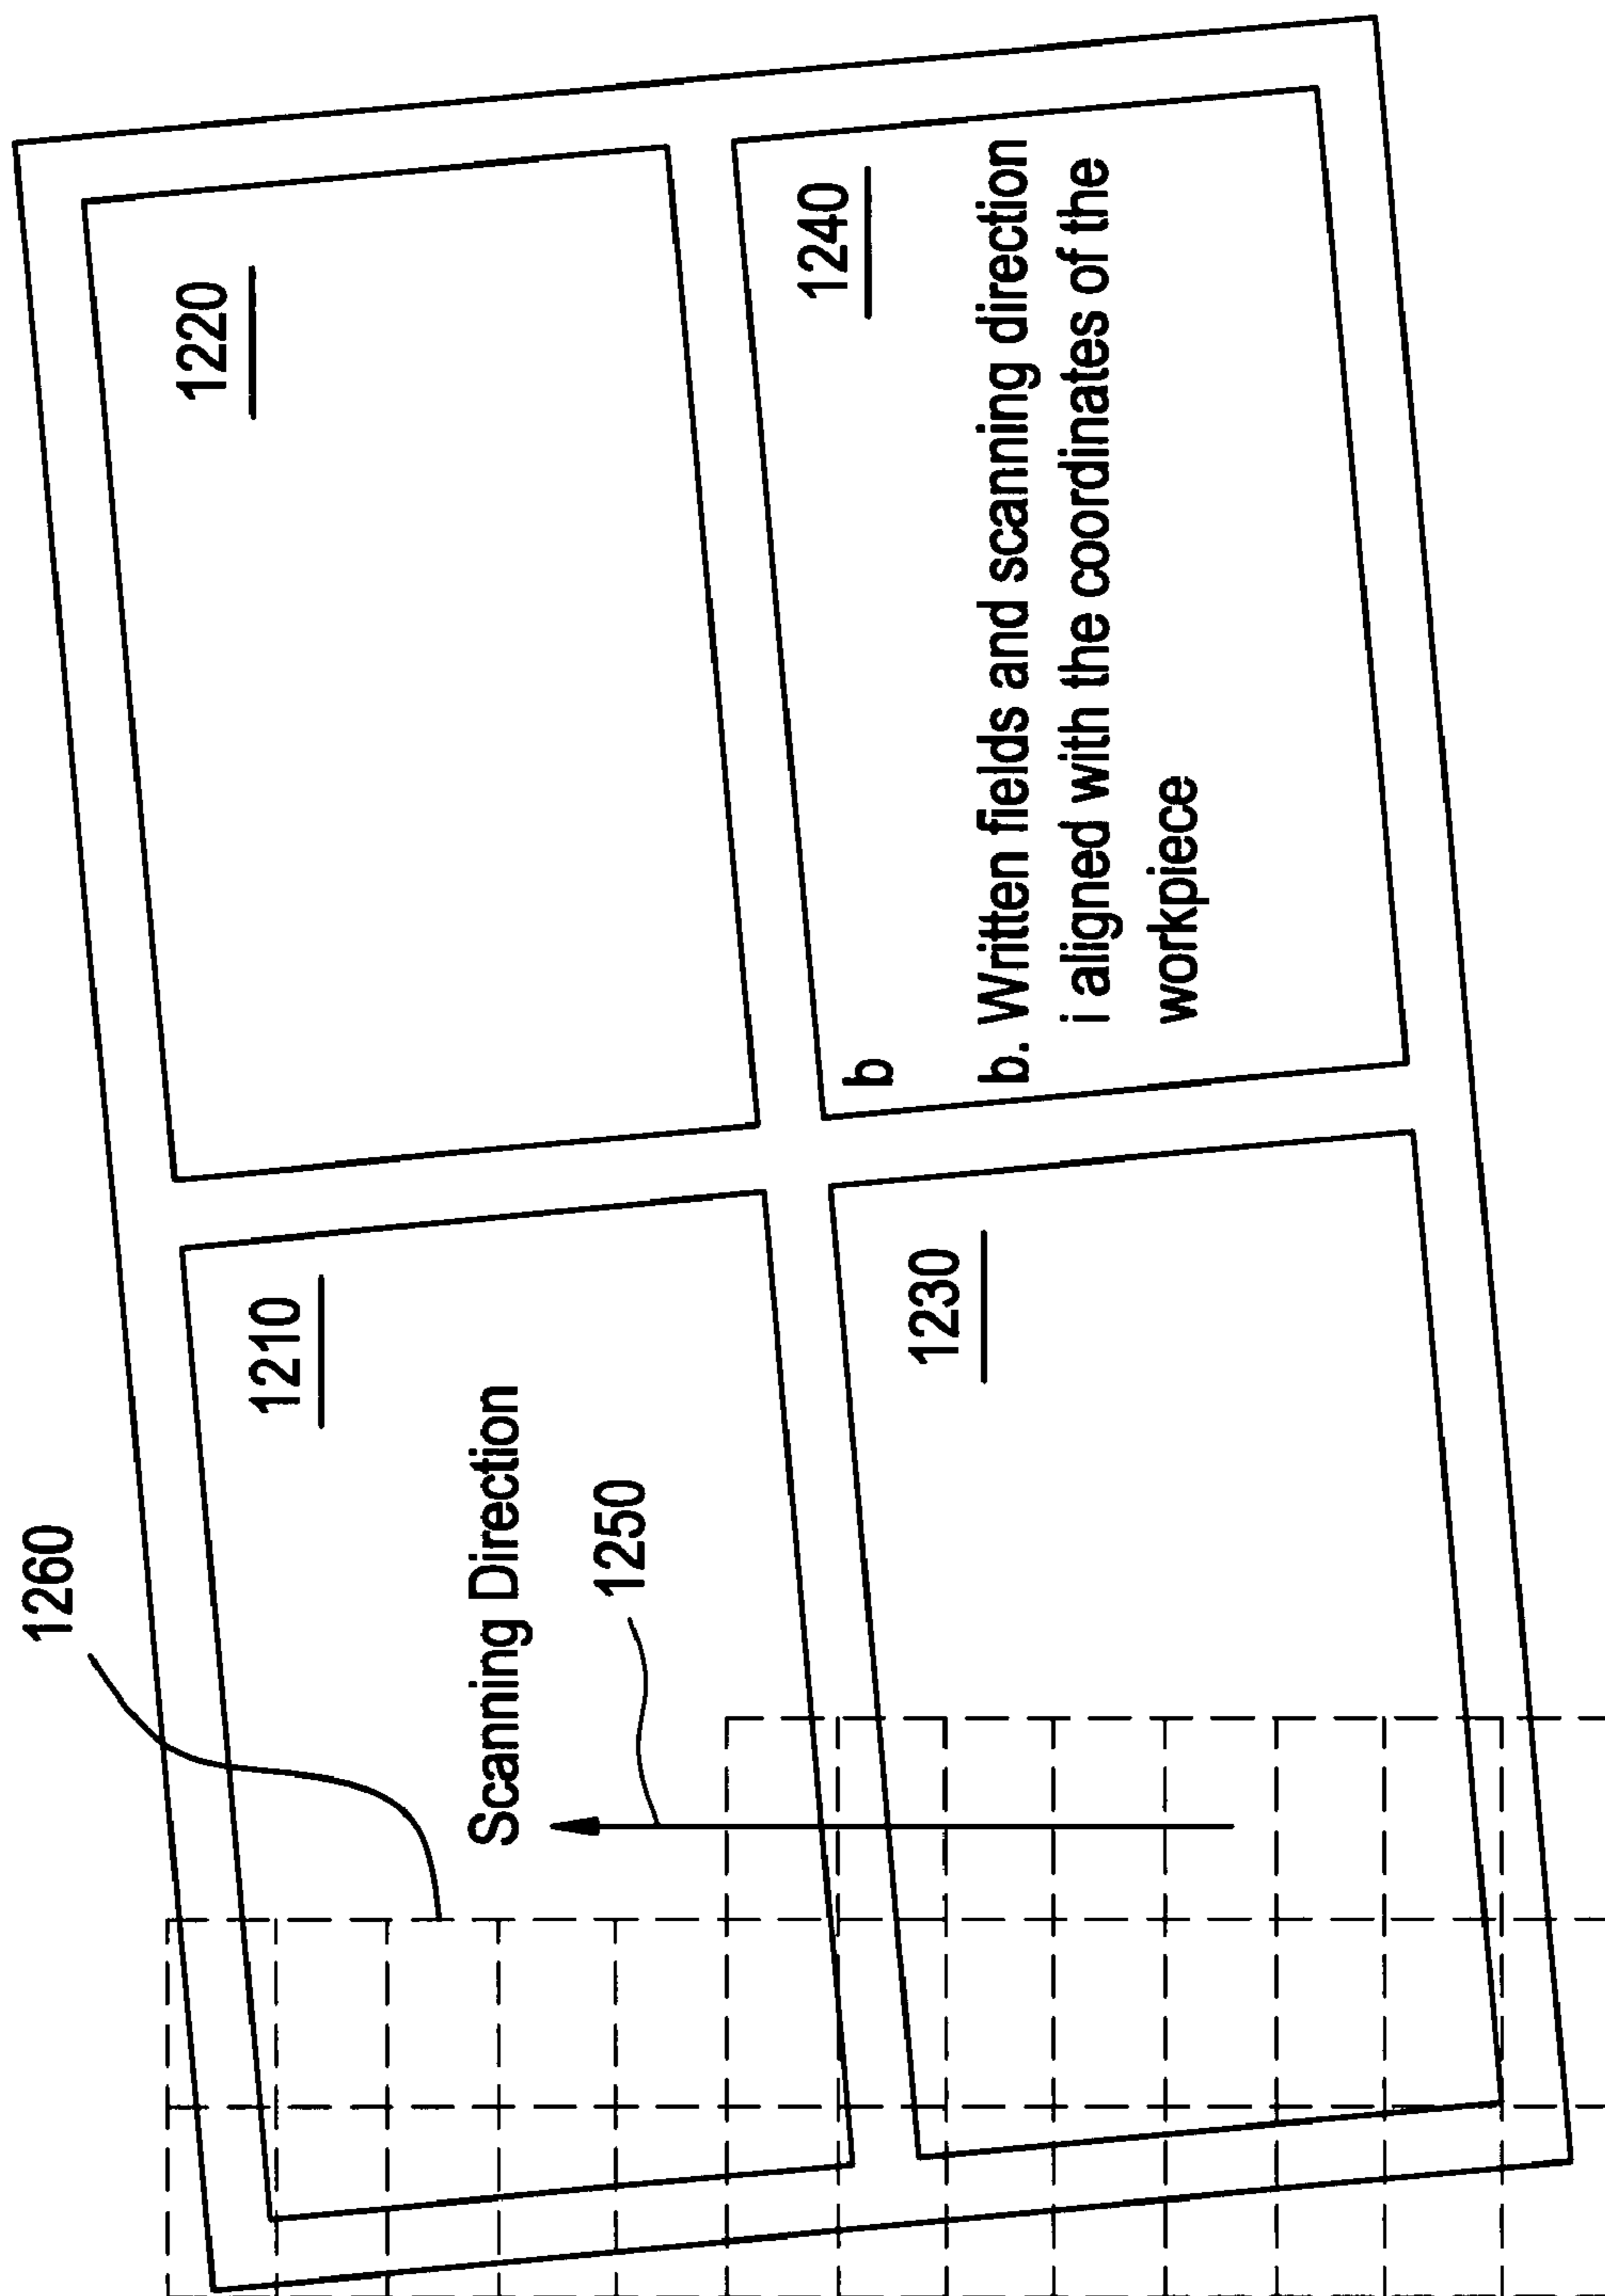 1260
1210
1220
Scanning Direction
1250
1230
1240
b
b. Written fields and scanning direction
i aligned with the coordinates of the
workpiece